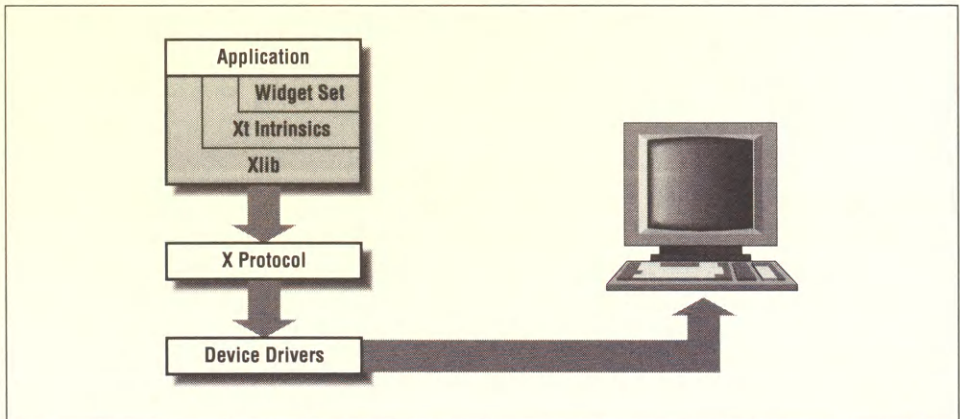 Application
Widget Set
Xt Intrinsics
Xlib
X Protocol
Device Drivers